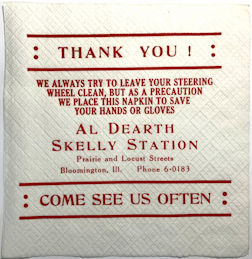 THANK YOU !
WE ALWAYS TRY TO LEAVE YOUR STEERING
WHEEL CLEAN, BUT AS A PRECAUTION
WE PLACE THIS NAPKIN TO SAVE
YOUR HANDS OR GLOVES
AL DEARTH
SKELLY STATION
Prairie and Locust Streets
Bloomington, Ill. Phone 6-0183
COME SEE US OFTEN